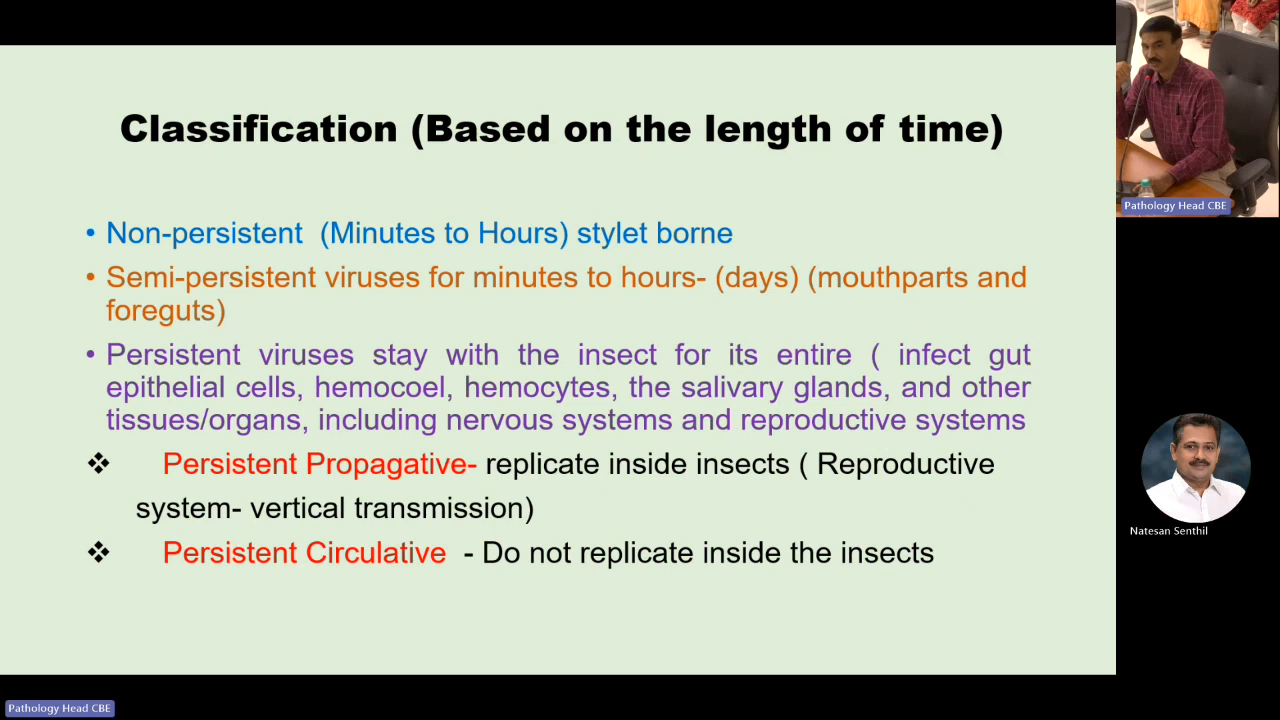 Classification (Based on the length of time)
• Non-persistent (Minutes to Hours) stylet borne
• Semi-persistent viruses for minutes to hours- (days) (mouthparts and
foreguts)
• Persistent viruses stay with the insect for its entire ( infect gut
epithelial cells, hemocoel, hemocytes, the salivary glands, and other
tissues/organs, including nervous systems and reproductive systems
❖ Persistent Propagative- replicate inside insects ( Reproductive
system- vertical transmission)
❖ Persistent Circulative - Do not replicate inside the insects
Pathology Head CBE
Natesan Senthil
Pathology Head CBE